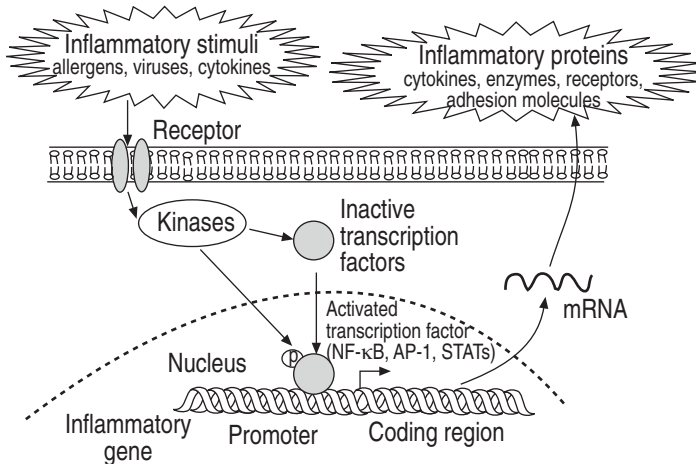 Inflammatory stimuli
allergens, viruses, cytokines
Inflammatory proteins
cytokines, enzymes, receptors,
adhesion molecules
Receptor
Kinases
Inactive
transcription
factors
mRNA
Activated
transcription factor
(NF-κB, AP-1, STATs)
p
Nucleus
Inflammatory
gene
Promoter
Coding region